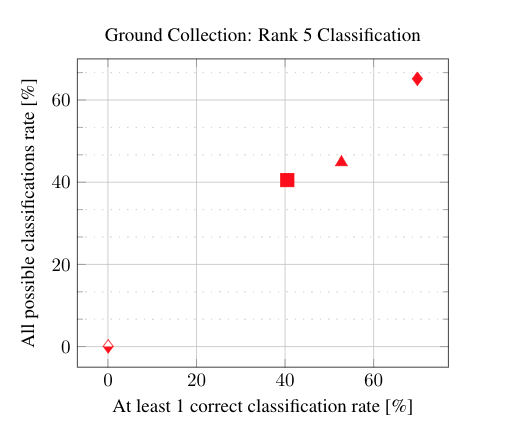 Ground Collection: Rank 5 Classification
All possible classifications rate [%]
60
40
20
0
0 20 40 60
At least 1 correct classification rate [%]